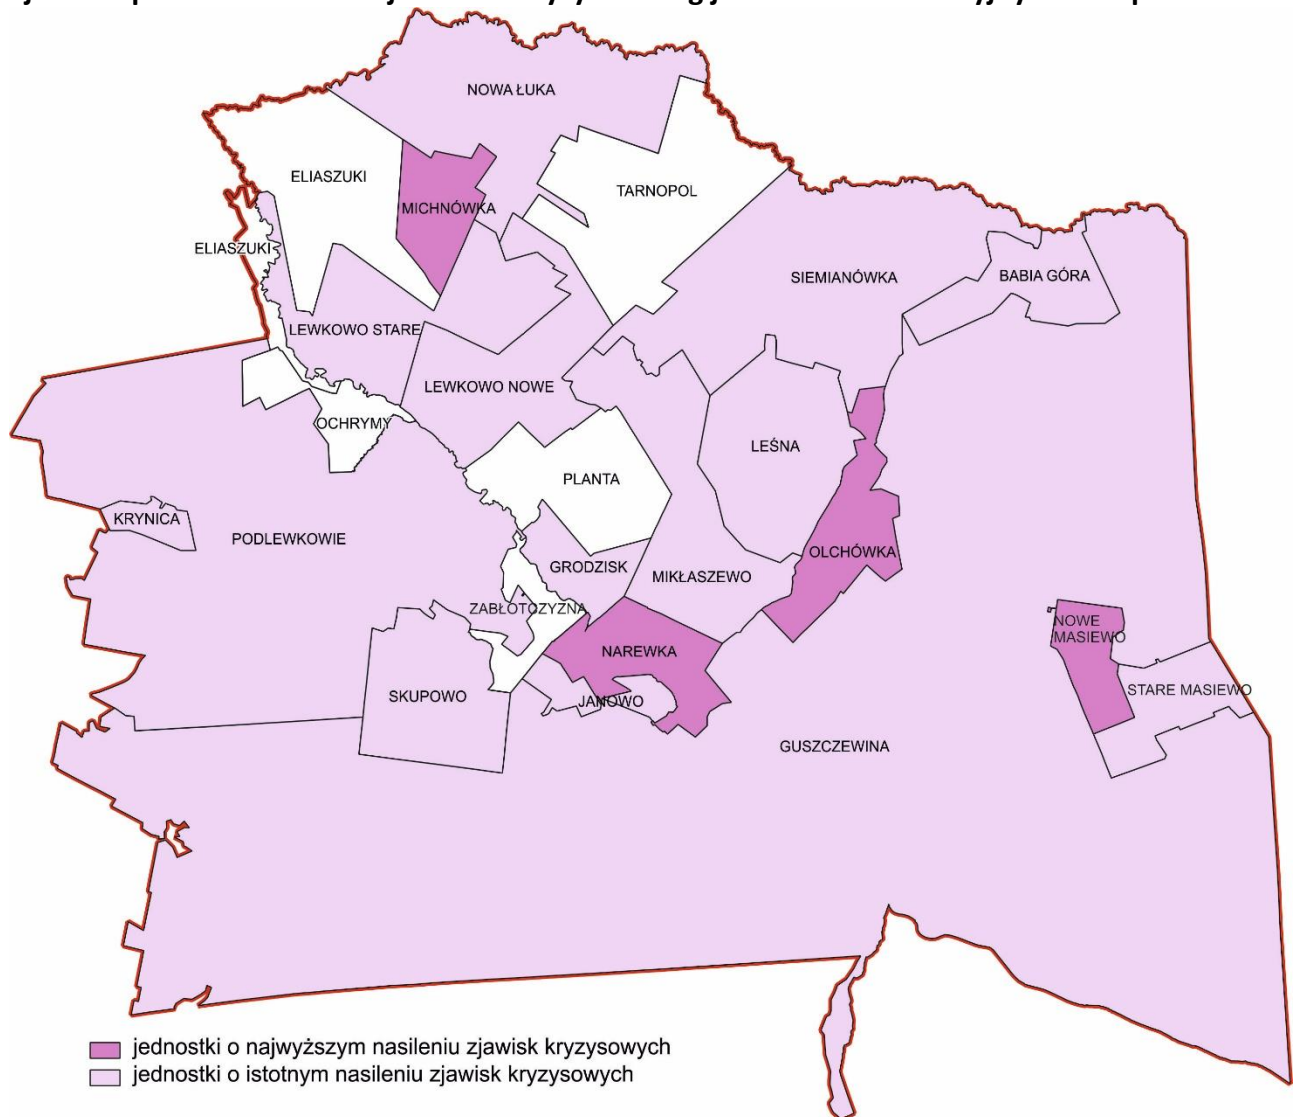 NOWA ŁUKA
ELIASZUKI
TARNOPOL
MICHNÓWKA
ELIASZUKI
SIEMIANÓWKA
BABIA GÓRA
LEWKOWO STARE
LEWKOWO NOWE
OCHRYMY
LEŚNA
PLANTA
KRYNICA
PODLEWKOWIE
OLCHÓWKA
GRODZISK
MIKŁASZEWO
ZABŁOTCZYZNA
NOWE
MASIEWO
NAREWKA
STARE MASIEWO
SKUPOWO
JANOWO
GUSZCZEWINA
jednostki o najwyższym nasileniu zjawisk kryzysowych
jednostki o istotnym nasileniu zjawisk kryzysowych